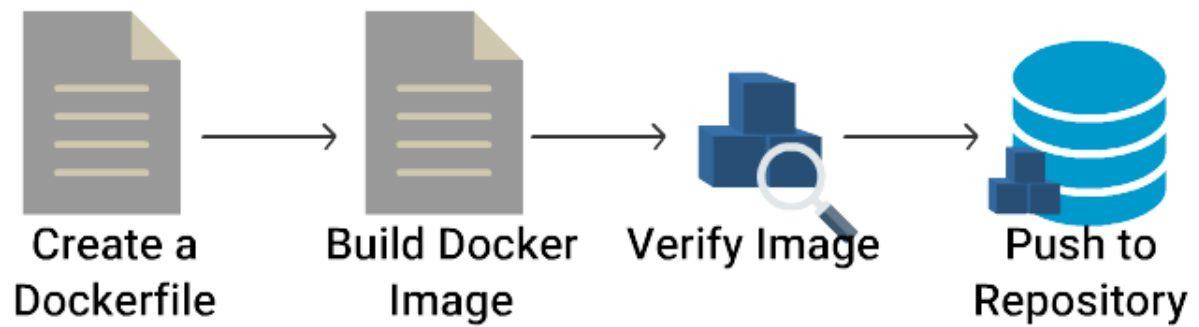 Create a
Dockerfile
Build Docker
Image
Verify Image
Push to
Repository